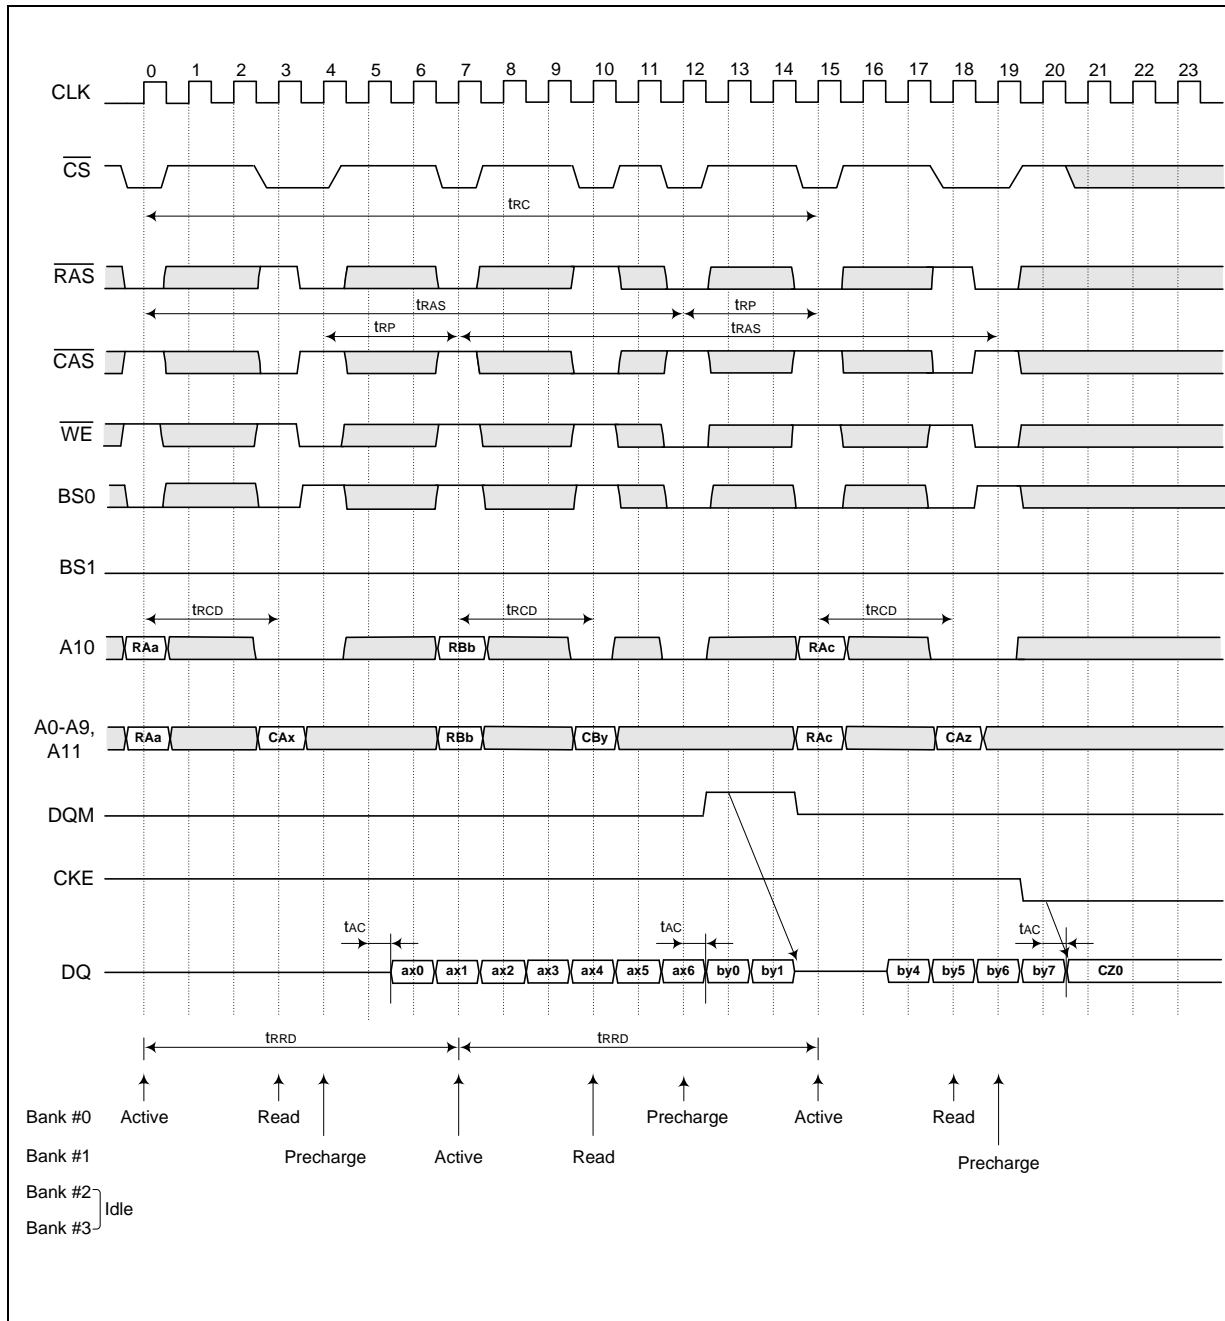 0 1 2 3 4 5 6 7 8 9 10 11 12 13 14 15 16 17 18 19 20 21 22 23
CLK
CS
tRC
RAS
tRAS tRP
tRP tRAS
CAS
WE
BS0
BS1
tRCD tRCD tRCD
A10 RAa RBb RAc
A0-A9,
A11
RAa CAx RBb CBy RAc CAz
DQM
CKE
tAC tAC tAC
DQ ax0 ax1 ax2 ax3 ax4 ax5 ax6 by0 by1 by4 by5 by6 by7 CZ0
tRRD tRRD
Bank #0 Active Read Precharge Active Read
Bank #1 Precharge Active Read Precharge
Bank #2
Idle
Bank #3